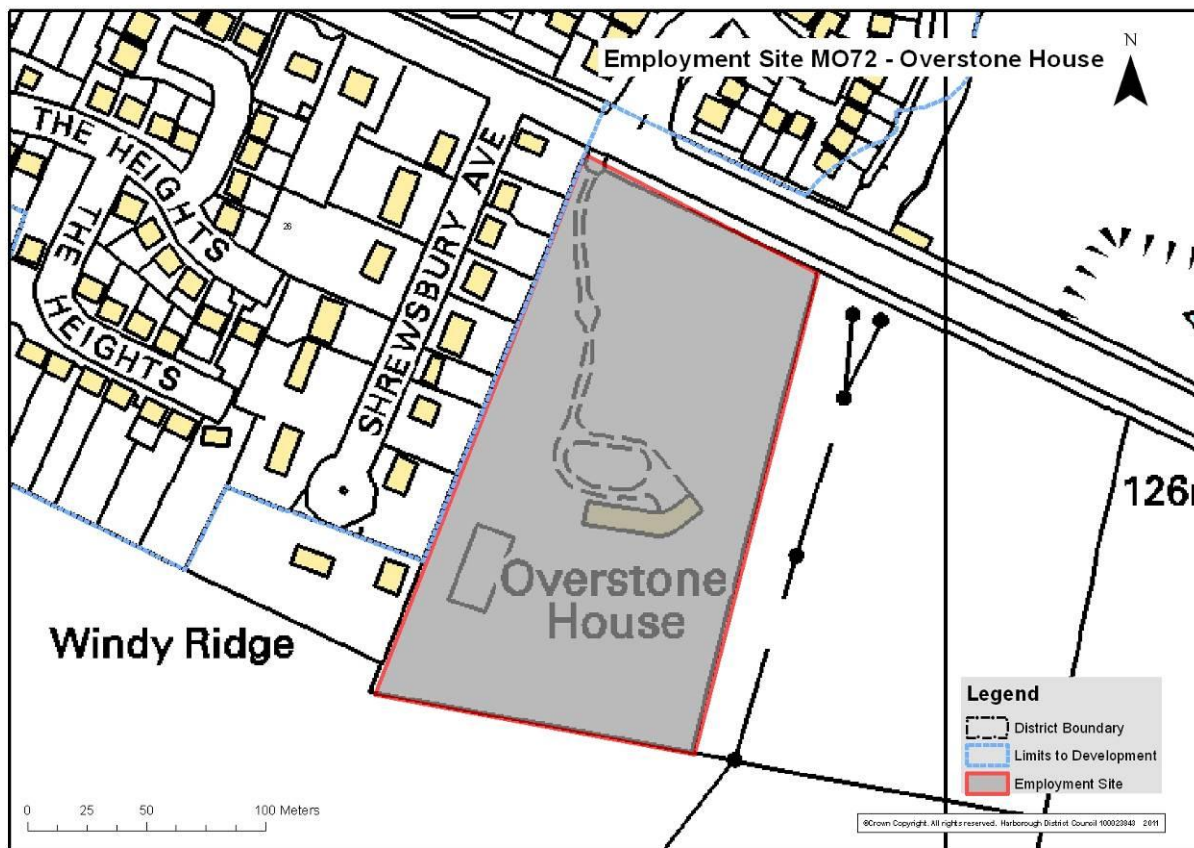 Employment Site MO72 - Overstone House
N
THE HEIGHTS
THE HEIGHTS
26
SHREWSBURY AVE
126
Overstone
House
Windy Ridge
Legend
District Boundary
Limits to Development
Employment Site
0 25 50 100 Meters
©Crown Copyright. All rights reserved. Harborough District Council 100023843 2011